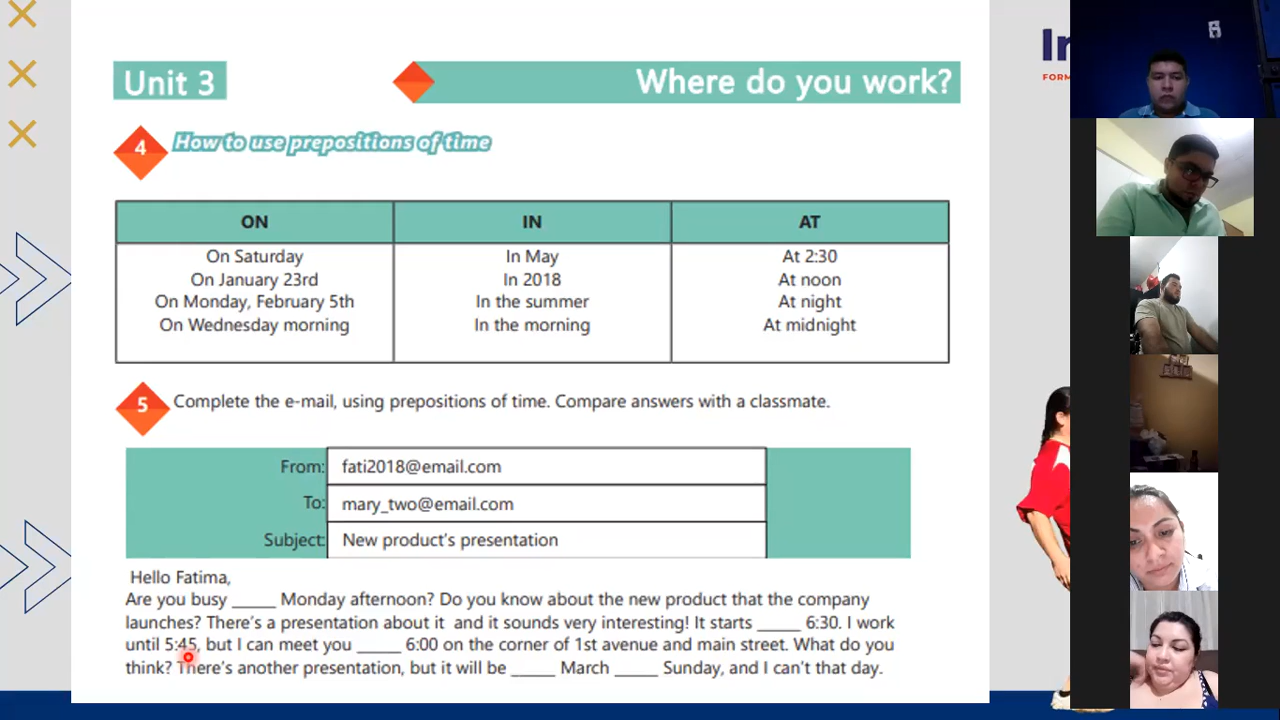 Unit 3
Where do you work?
4
How to use prepositions of time
ON IN AT
On Saturday In May At 2:30
On January 23rd In 2018 At noon
On Monday, February 5th In the summer At night
On Wednesday morning In the morning At midnight
5
Complete the e-mail, using prepositions of time. Compare answers with a classmate.
From: fati2018@email.com
To: mary_two@email.com
Subject: New product's presentation
Hello Fatima,
Are you busy _____ Monday afternoon? Do you know about the new product that the company
launches? There's a presentation about it and it sounds very interesting! It starts _____ 6:30. I work
until 5:45, but I can meet you _____ 6:00 on the corner of 1st avenue and main street. What do you
think? There's another presentation, but it will be _____ March _____ Sunday, and I can't that day.